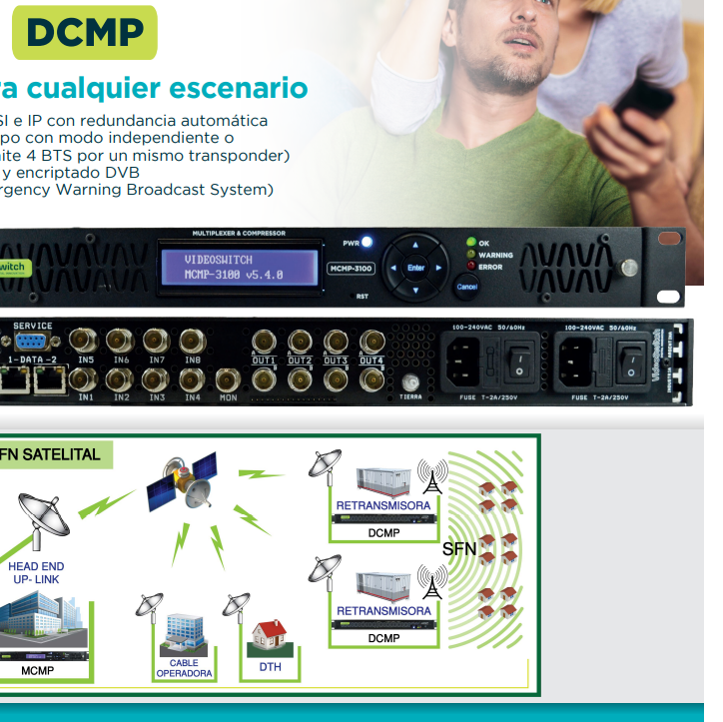 DCMP
ra cualquier escenario
SI e IP con redundancia automática
po con modo independiente o
ite 4 BTS por un mismo transponder)
y encriptado DVB
rgency Warning Broadcast System)
MULTIPLEXER & COMPRESSOR
witch
VIDEOSWITCH
MCMP-3100 v5.4.0
PWR
MCMP-3100
RST
Enter
Cancel
OK
WARNING
ERROR
SERVICE
1-DATA-2
IN5 IN6 IN7 IN8
IN1 IN2 IN3 IN4 MON
OUT1 OUT2 OUT3 OUT4
TIERRA
100-240VAC 50/60Hz
FUSE T-2A/250V
100-240VAC 50/60Hz
FUSE T-2A/250V
VideoSwitch
FN SATELITAL
HEAD END
UP- LINK
MCMP
CABLE
OPERADORA
DTH
RETRANSMISORA
DCMP
SFN
RETRANSMISORA
DCMP